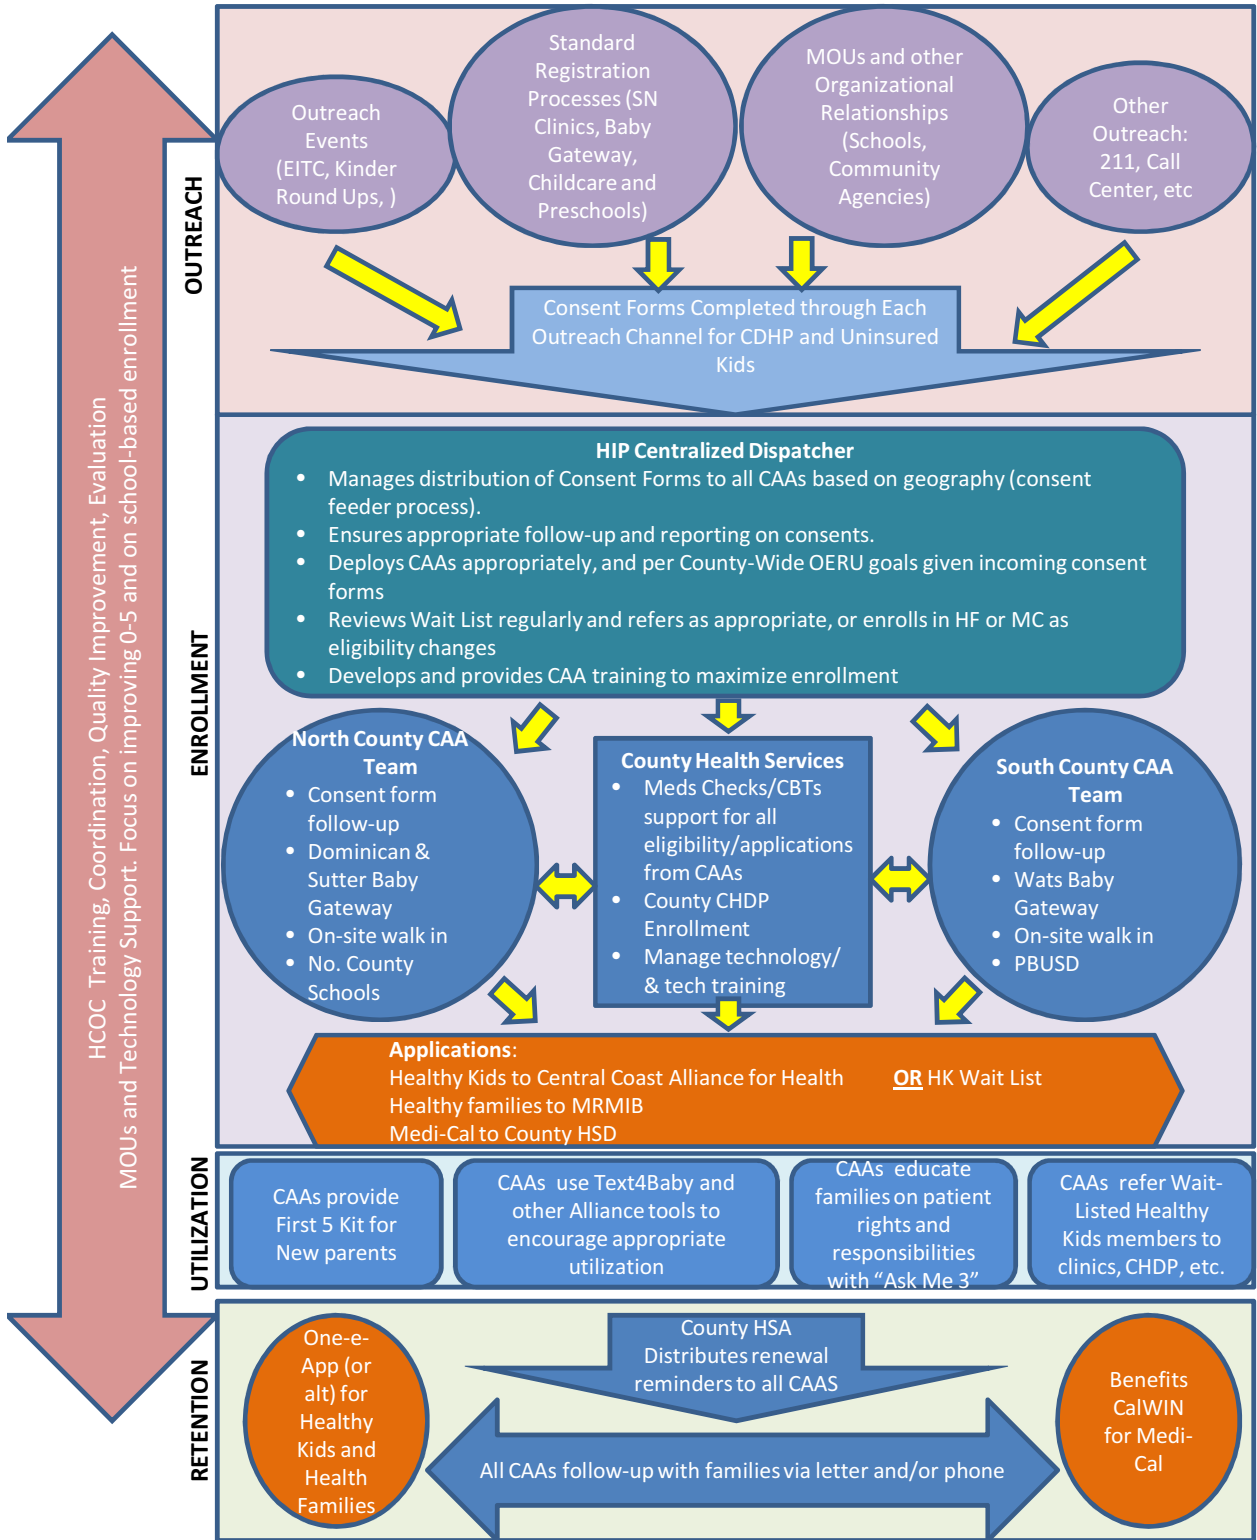 OUTREACH
Outreach
Events
(EITC, Kinder
Round Ups, )
Standard
Registration
Processes (SN
Clinics, Baby
Gateway,
Childcare and
Preschools)
MOUs and other
Organizational
Relationships
(Schools,
Community
Agencies)
Other
Outreach:
211, Call
Center, etc
Consent Forms Completed through Each
Outreach Channel for CDHP and Uninsured
Kids
HCOC Training, Coordination, Quality Improvement, Evaluation
MOUs and Technology Support. Focus on improving 0-5 and on school-based enrollment
ENROLLMENT
HIP Centralized Dispatcher
• Manages distribution of Consent Forms to all CAAs based on geography (consent
feeder process).
• Ensures appropriate follow-up and reporting on consents.
• Deploys CAAs appropriately, and per County-Wide OERU goals given incoming consent
forms
• Reviews Wait List regularly and refers as appropriate, or enrolls in HF or MC as
eligibility changes
• Develops and provides CAA training to maximize enrollment
North County CAA
Team
• Consent form
follow-up
• Dominican &
Sutter Baby
Gateway
• On-site walk in
• No. County
Schools
County Health Services
• Meds Checks/CBTs
support for all
eligibility/applications
from CAAs
• County CHDP
Enrollment
• Manage technology/
& tech training
South County CAA
Team
• Consent form
follow-up
• Wats Baby
Gateway
• On-site walk in
• PBUSD
Applications:
Healthy Kids to Central Coast Alliance for Health OR HK Wait List
Healthy families to MRMIB
Medi-Cal to County HSD
UTILIZATION
CAAs provide
First 5 Kit for
New parents
CAAs use Text4Baby and
other Alliance tools to
encourage appropriate
utilization
CAAs educate
families on patient
rights and
responsibilities
with “Ask Me 3”
CAAs refer Wait-
Listed Healthy
Kids members to
clinics, CHDP, etc.
RETENTION
One-e-
App (or
alt) for
Healthy
Kids and
Health
Families
County HSA
Distributes renewal
reminders to all CAAS
All CAAs follow-up with families via letter and/or phone
Benefits
CalWIN
for Medi-
Cal